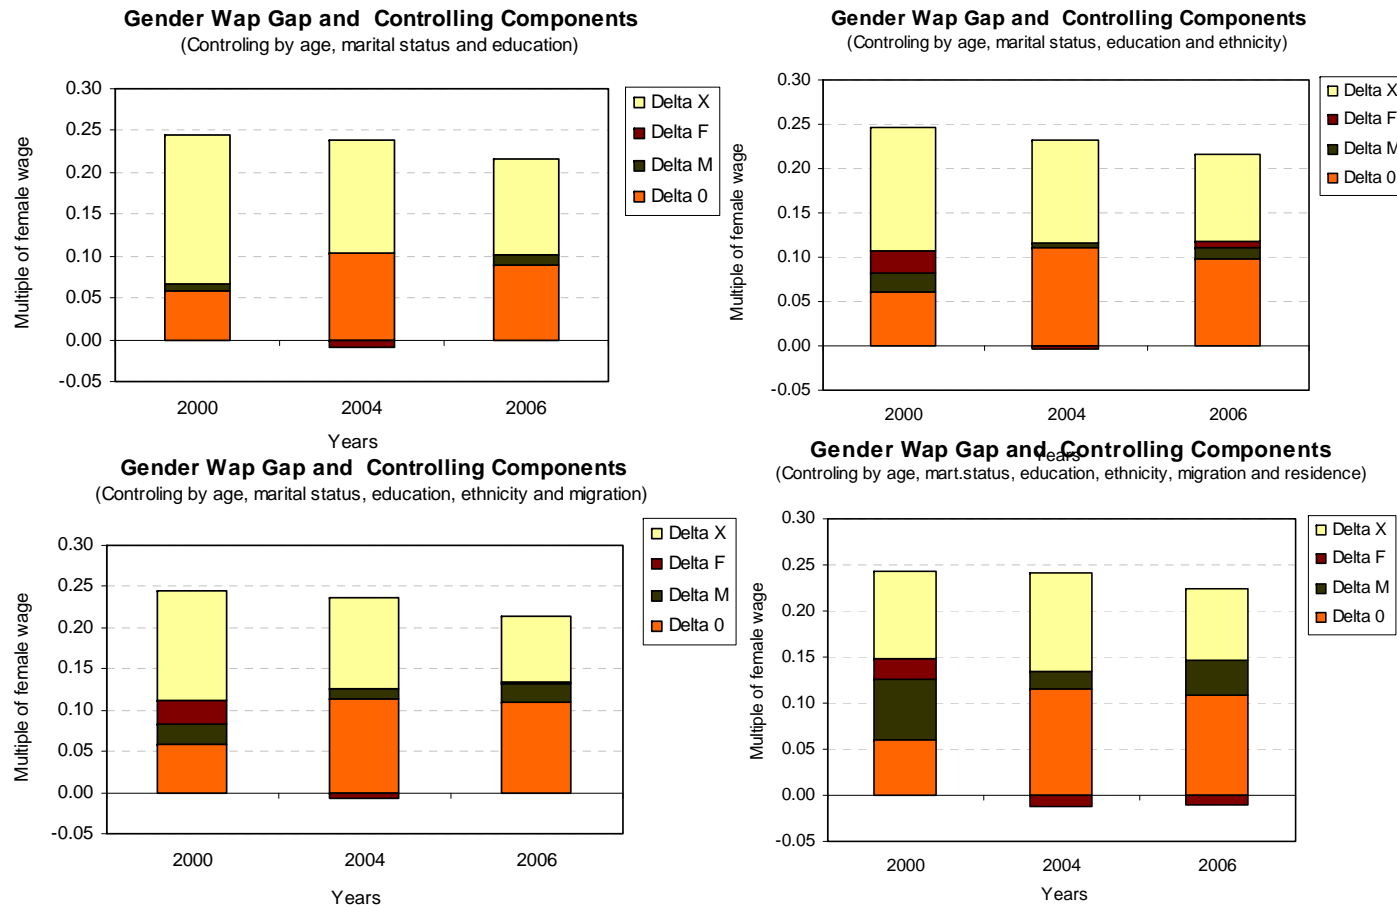 Gender Wap Gap and Controlling Components
(Controling by age, marital status and education)
Multiple of female wage
0.30
0.25
0.20
0.15
0.10
0.05
0.00
-0.05
2000 2004 2006
Years
Delta X
Delta F
Delta M
Delta 0
Gender Wap Gap and Controlling Components
(Controling by age, marital status, education and ethnicity)
Multiple of female wage
0.30
0.25
0.20
0.15
0.10
0.05
0.00
-0.05
2000 2004 2006
Years
Delta X
Delta F
Delta M
Delta 0
Gender Wap Gap and Controlling Components
(Controling by age, marital status, education, ethnicity and migration)
Multiple of female wage
0.30
0.25
0.20
0.15
0.10
0.05
0.00
-0.05
2000 2004 2006
Years
Delta X
Delta F
Delta M
Delta 0
Gender Wap Gap and Controlling Components
(Controling by age, mart.status, education, ethnicity, migration and residence)
Multiple of female wage
0.30
0.25
0.20
0.15
0.10
0.05
0.00
-0.05
2000 2004 2006
Years
Delta X
Delta F
Delta M
Delta 0